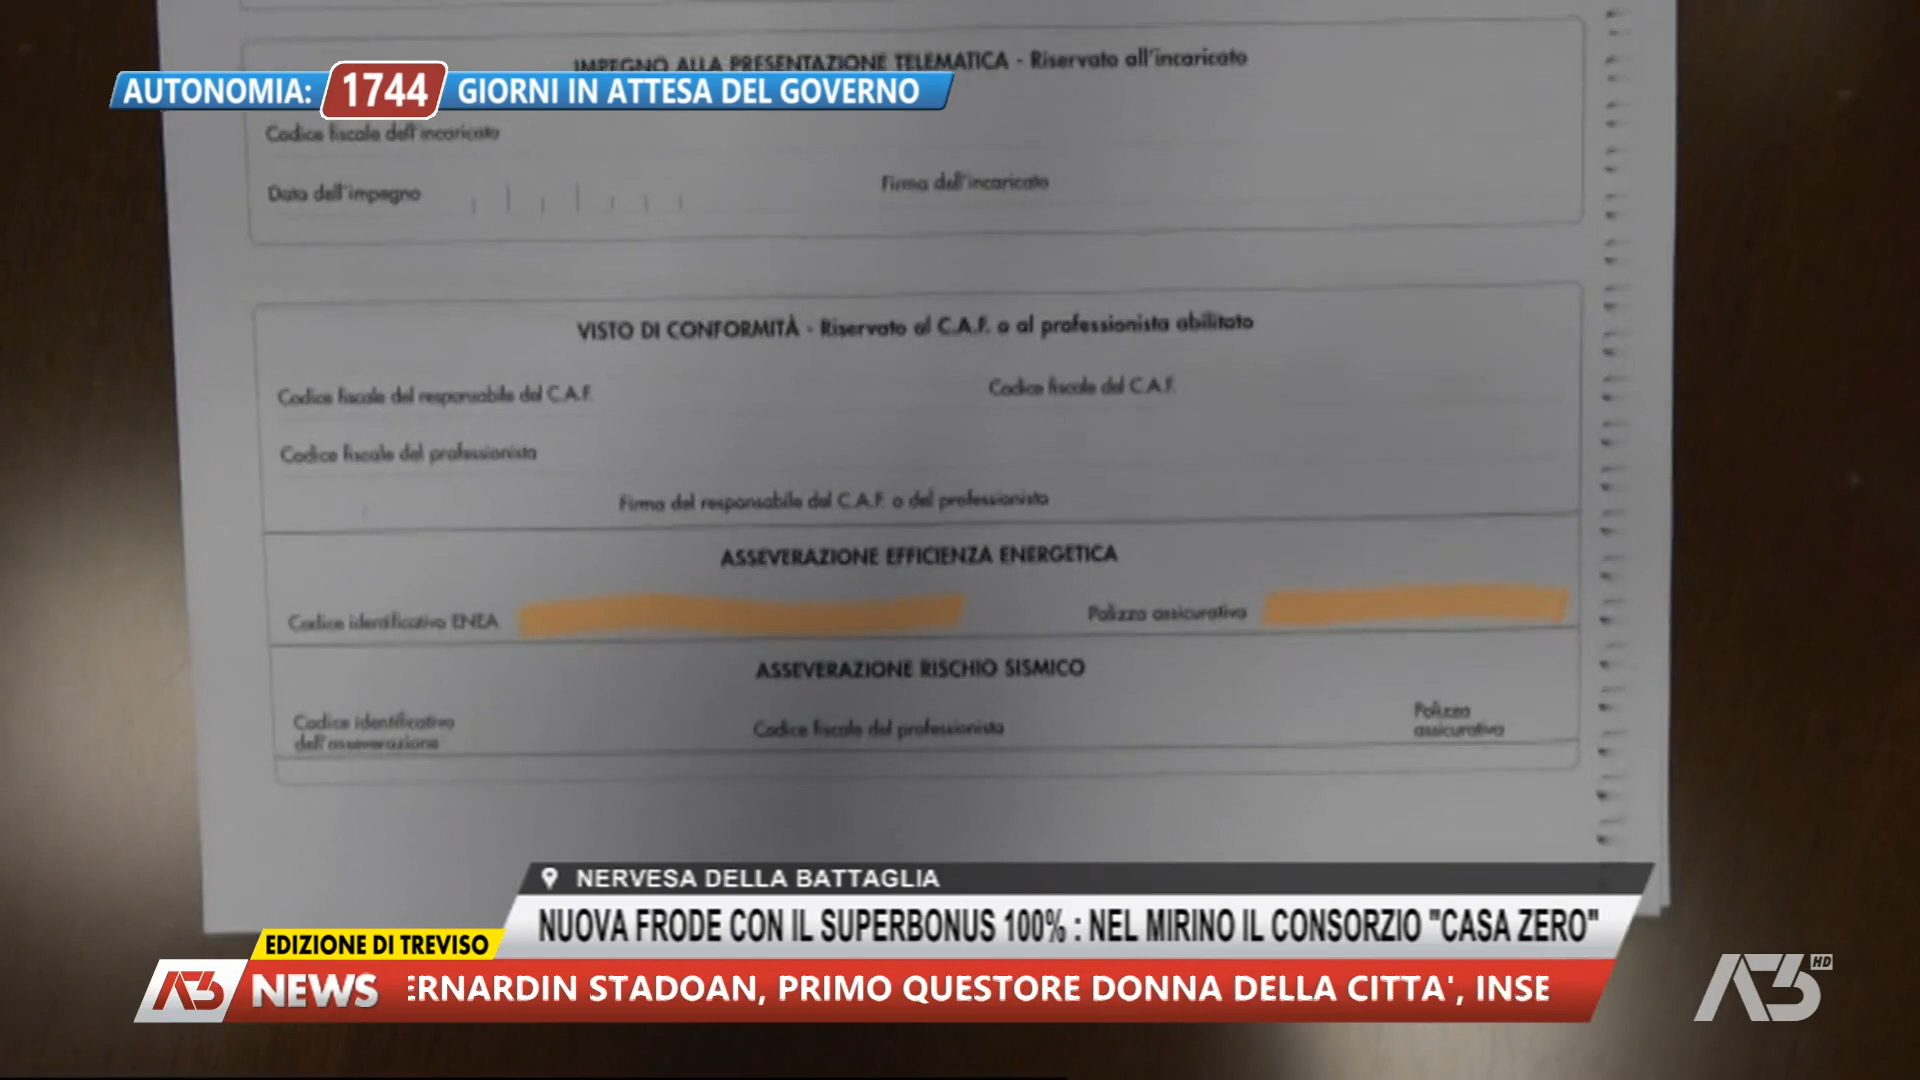 IMPEGNO ALLA PRESENTAZIONE TELEMATICA - Riservato all'incaricato
AUTONOMIA: 1744 GIORNI IN ATTESA DEL GOVERNO
Codice fiscale dell'incaricato
Data dell'impegno
Firma dell'incaricato
VISTO DI CONFORMITÀ - Riservato al C.A.F. o al professionista abilitato
Codice fiscale del responsabile del C.A.F.
Codice fiscale del C.A.F.
Codice fiscale del professionista
Firma del responsabile del C.A.F. o del professionista
ASSEVERAZIONE EFFICIENZA ENERGETICA
Codice identificativo ENEA
Polizza assicurativa
ASSEVERAZIONE RISCHIO SISMICO
Codice identificativo
dell'asseverazione
Codice fiscale del professionista
Polizza
assicurativa
NERVESA DELLA BATTAGLIA
NUOVA FRODE CON IL SUPERBONUS 100% : NEL MIRINO IL CONSORZIO "CASA ZERO"
EDIZIONE DI TREVISO
A3 NEWS ERNARDIN STADOAN, PRIMO QUESTORE DONNA DELLA CITTA', INSE
A3 HD